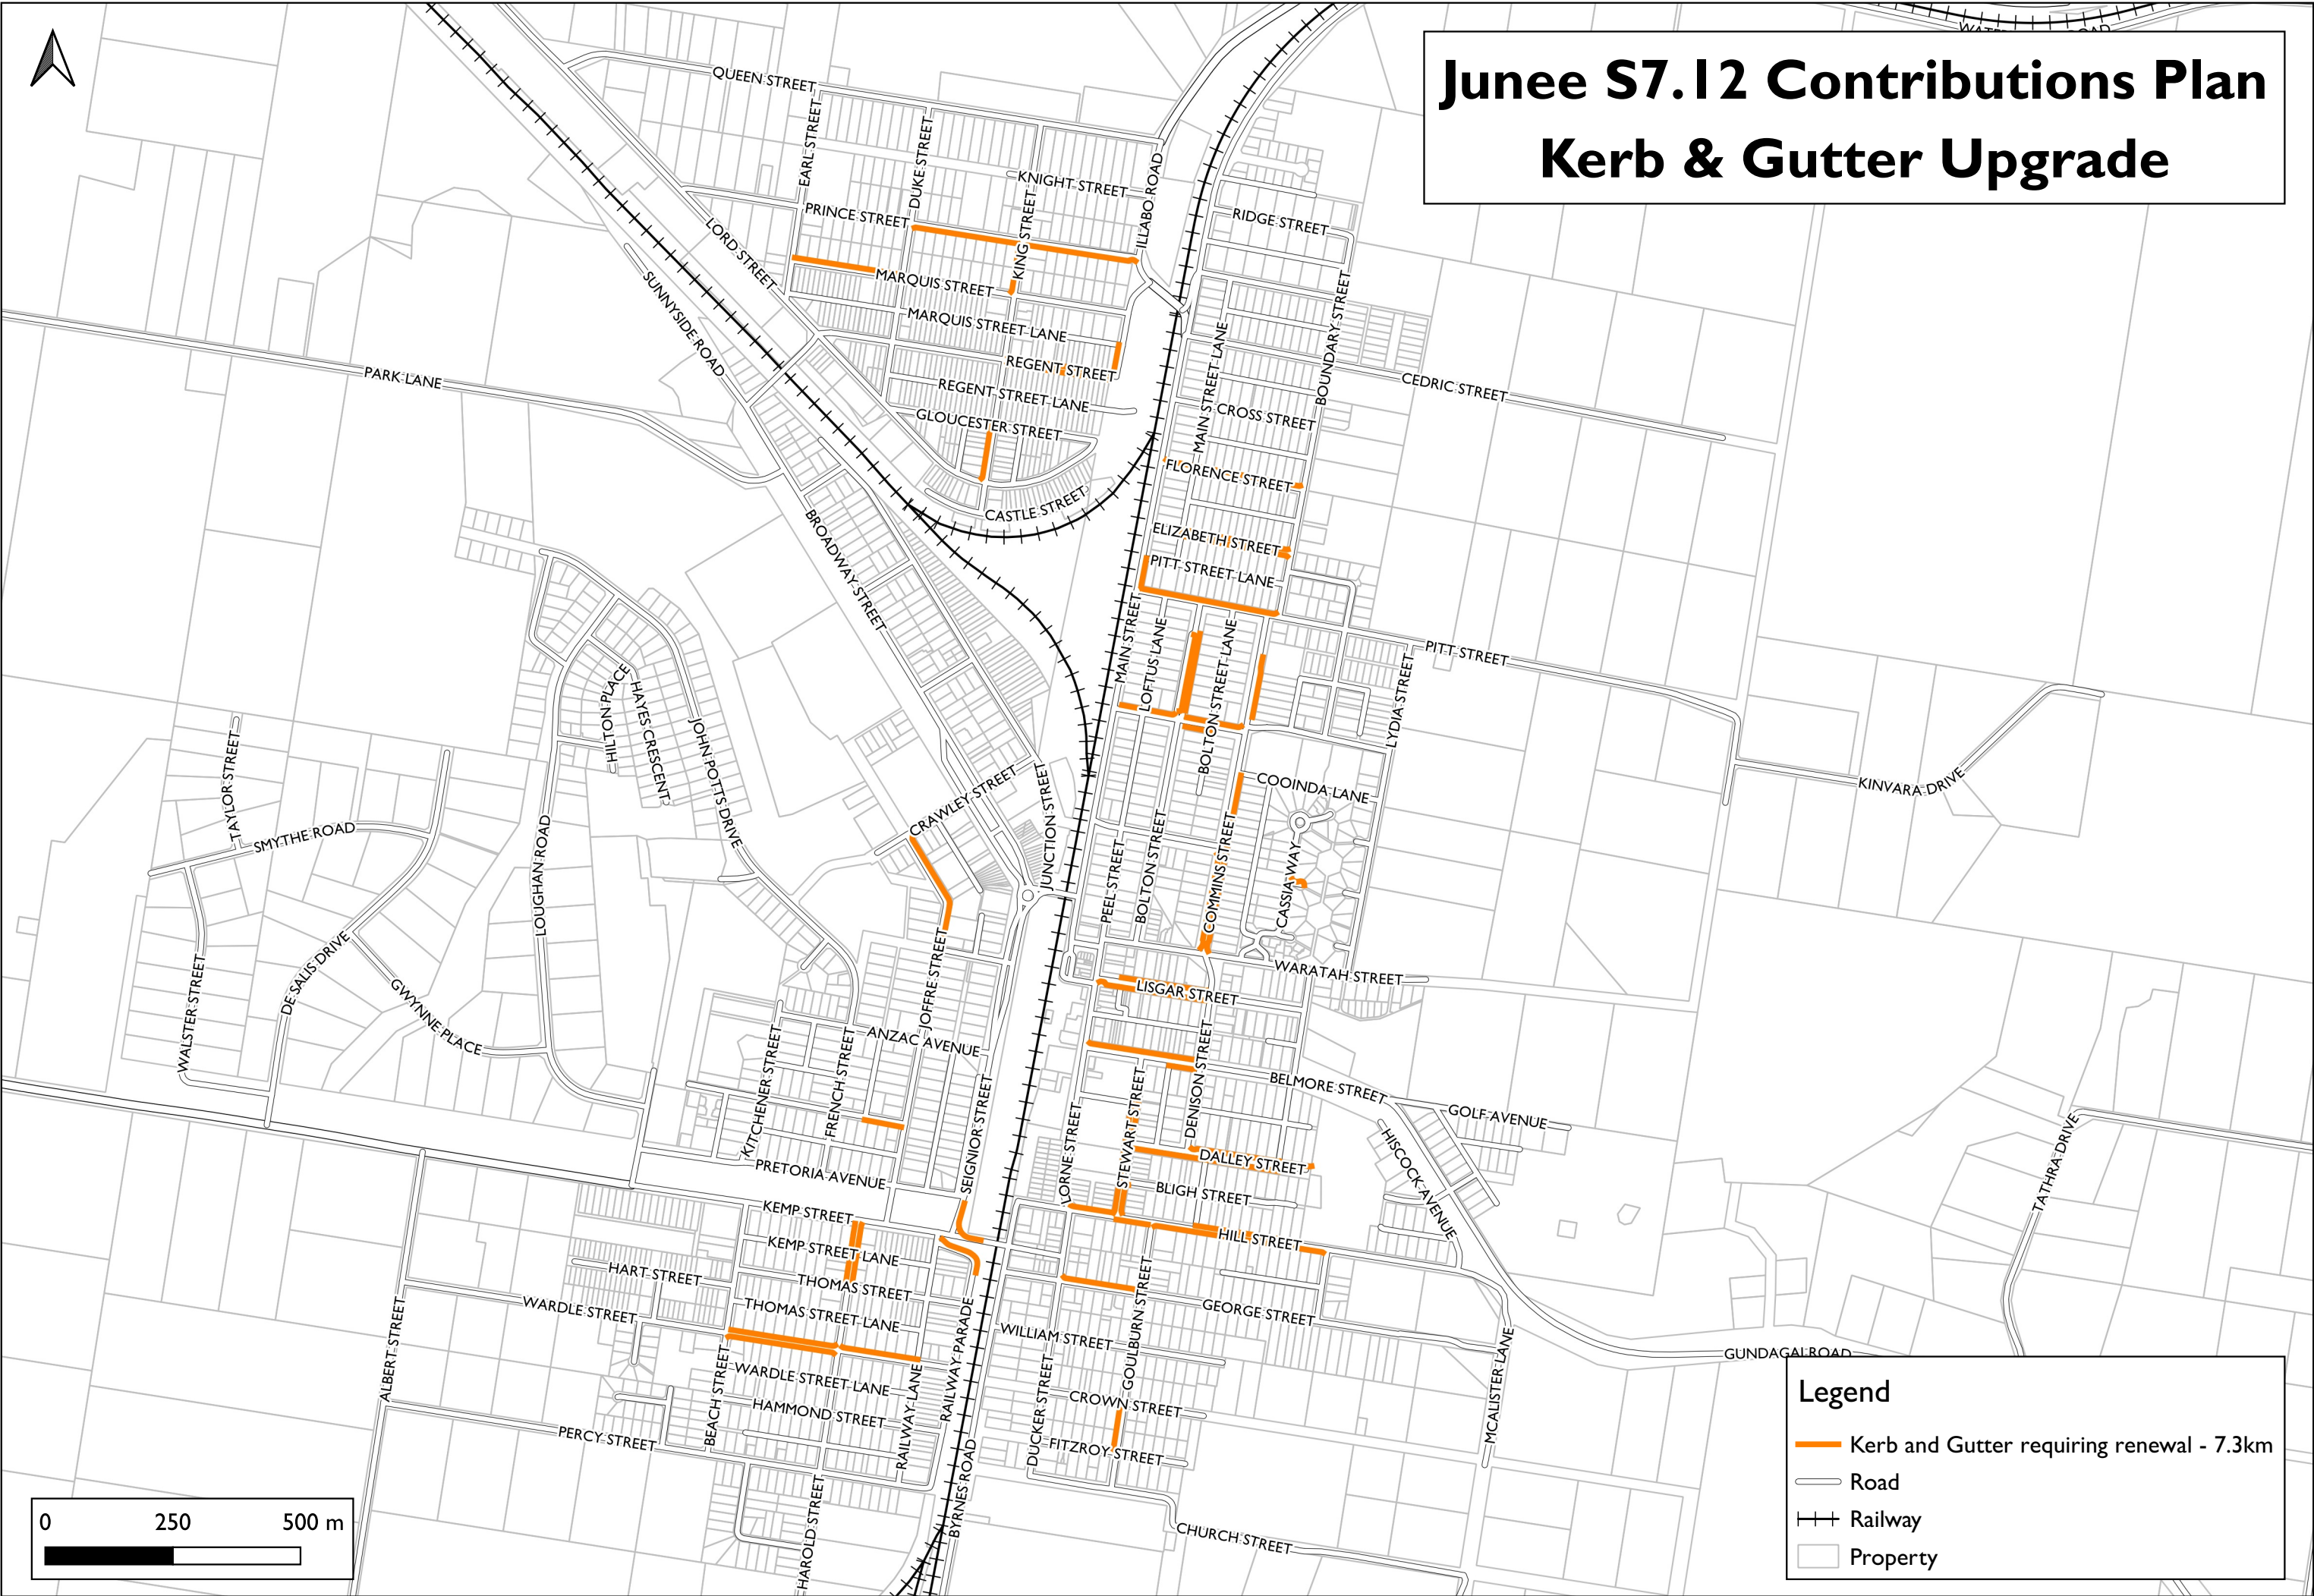 WATER ROAD
Junee S7.12 Contributions Plan
Kerb & Gutter Upgrade
QUEEN STREET
EARL STREET
DUKE STREET
KNIGHT STREET
ILLABO ROAD
KING STREET
PRINCE STREET
RIDGE STREET
LORD STREET
MARQUIS STREET
SUNNYSIDE ROAD
MARQUIS STREET LANE
BOUNDARY STREET
MAIN STREET LANE
REGENT STREET
PARK LANE
CEDRIC STREET
REGENT STREET LANE
CROSS STREET
GLOUCESTER STREET
FLORENCE STREET
CASTLE STREET
BROADWAY STREET
ELIZABETH STREET
PITT STREET LANE
MAIN STREET
LOFTUS LANE
BOLTON STREET LANE
PITT STREET
LYDIA STREET
HILTON PLACE
HAYES CRESCENT
JOHN POTTS DRIVE
TAYLOR STREET
KINVARA DRIVE
COOINDA LANE
CRAWLEY STREET
JUNCTION STREET
SMYTHE ROAD
LOUGHAN ROAD
PEEL STREET
BOLTON STREET
COMMINS STREET
CASSIA WAY
DE SALIS DRIVE
WALSTER STREET
GWYNNE PLACE
JOFFRE STREET
WARATAH STREET
LISGAR STREET
ANZAC AVENUE
KITCHENER STREET
FRENCH STREET
SEIGNIOR STREET
DENISON STREET
BELMORE STREET
GOLF AVENUE
STEWART STREET
LORNE STREET
HISCOCK AVENUE
TATHRA DRIVE
DALLEY STREET
PRETORIA AVENUE
BLIGH STREET
KEMP STREET
HILL STREET
KEMP STREET LANE
HART STREET
THOMAS STREET
WARDLE STREET
THOMAS STREET LANE
GEORGE STREET
GOULBURN STREET
WILLIAM STREET
RAILWAY PARADE
ALBERT STREET
GUNDAGAI ROAD
MCALISTER LANE
WARDLE STREET LANE
BEACH STREET
RAILWAY LANE
DUCKER STREET
CROWN STREET
HAMMOND STREET
PERCY STREET
FITZROY STREET
BYRNES ROAD
HAROLD STREET
CHURCH STREET
Legend
Kerb and Gutter requiring renewal - 7.3km
Road
Railway
Property
0 250 500 m